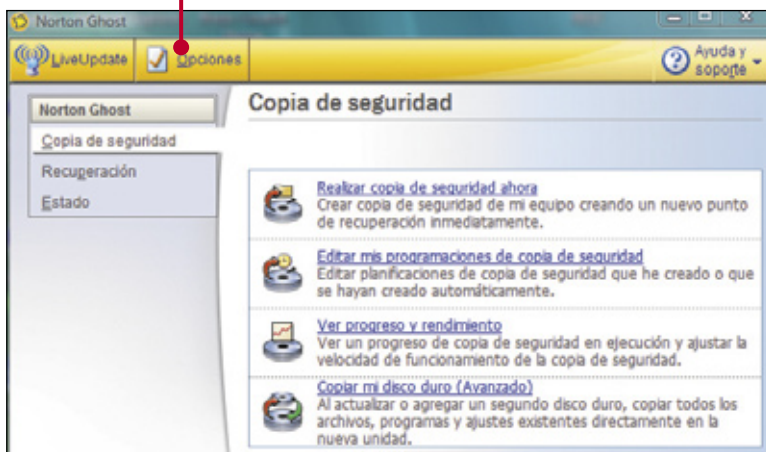 Norton Ghost
LiveUpdate
Opciones
Ayuda y
soporte
Norton Ghost
Copia de seguridad
Recuperación
Estado
Copia de seguridad
Realizar copia de seguridad ahora
Crear copia de seguridad de mi equipo creando un nuevo punto
de recuperación inmediatamente.
Editar mis programaciones de copia de seguridad
Editar planificaciones de copia de seguridad que he creado o que
se hayan creado automáticamente.
Ver progreso y rendimiento
Ver un progreso de copia de seguridad en ejecución y ajustar la
velocidad de funcionamiento de la copia de seguridad.
Copiar mi disco duro (Avanzado)
Al actualizar o agregar un segundo disco duro, copiar todos los
archivos, programas y ajustes existentes directamente en la
nueva unidad.